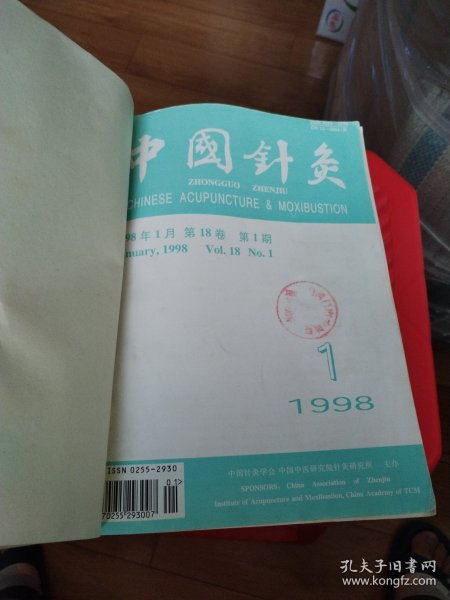 中國針灸
ZHONGGUO ZHENJIU
CHINESE ACUPUNCTURE & MOXIBUSTION
98年1月 第18卷 第1期
nuary, 1998 Vol. 18 No. 1
1
1998
ISSN 0255-2930
01>
70255293007
中国针灸学会 中国中医研究院针灸研究所 主办
SPONSORS: China Association of Zhenjiu
Institute of Acupuncture and Moxibustion, China Academy of TCM
孔夫子旧书网
www.kongfz.com